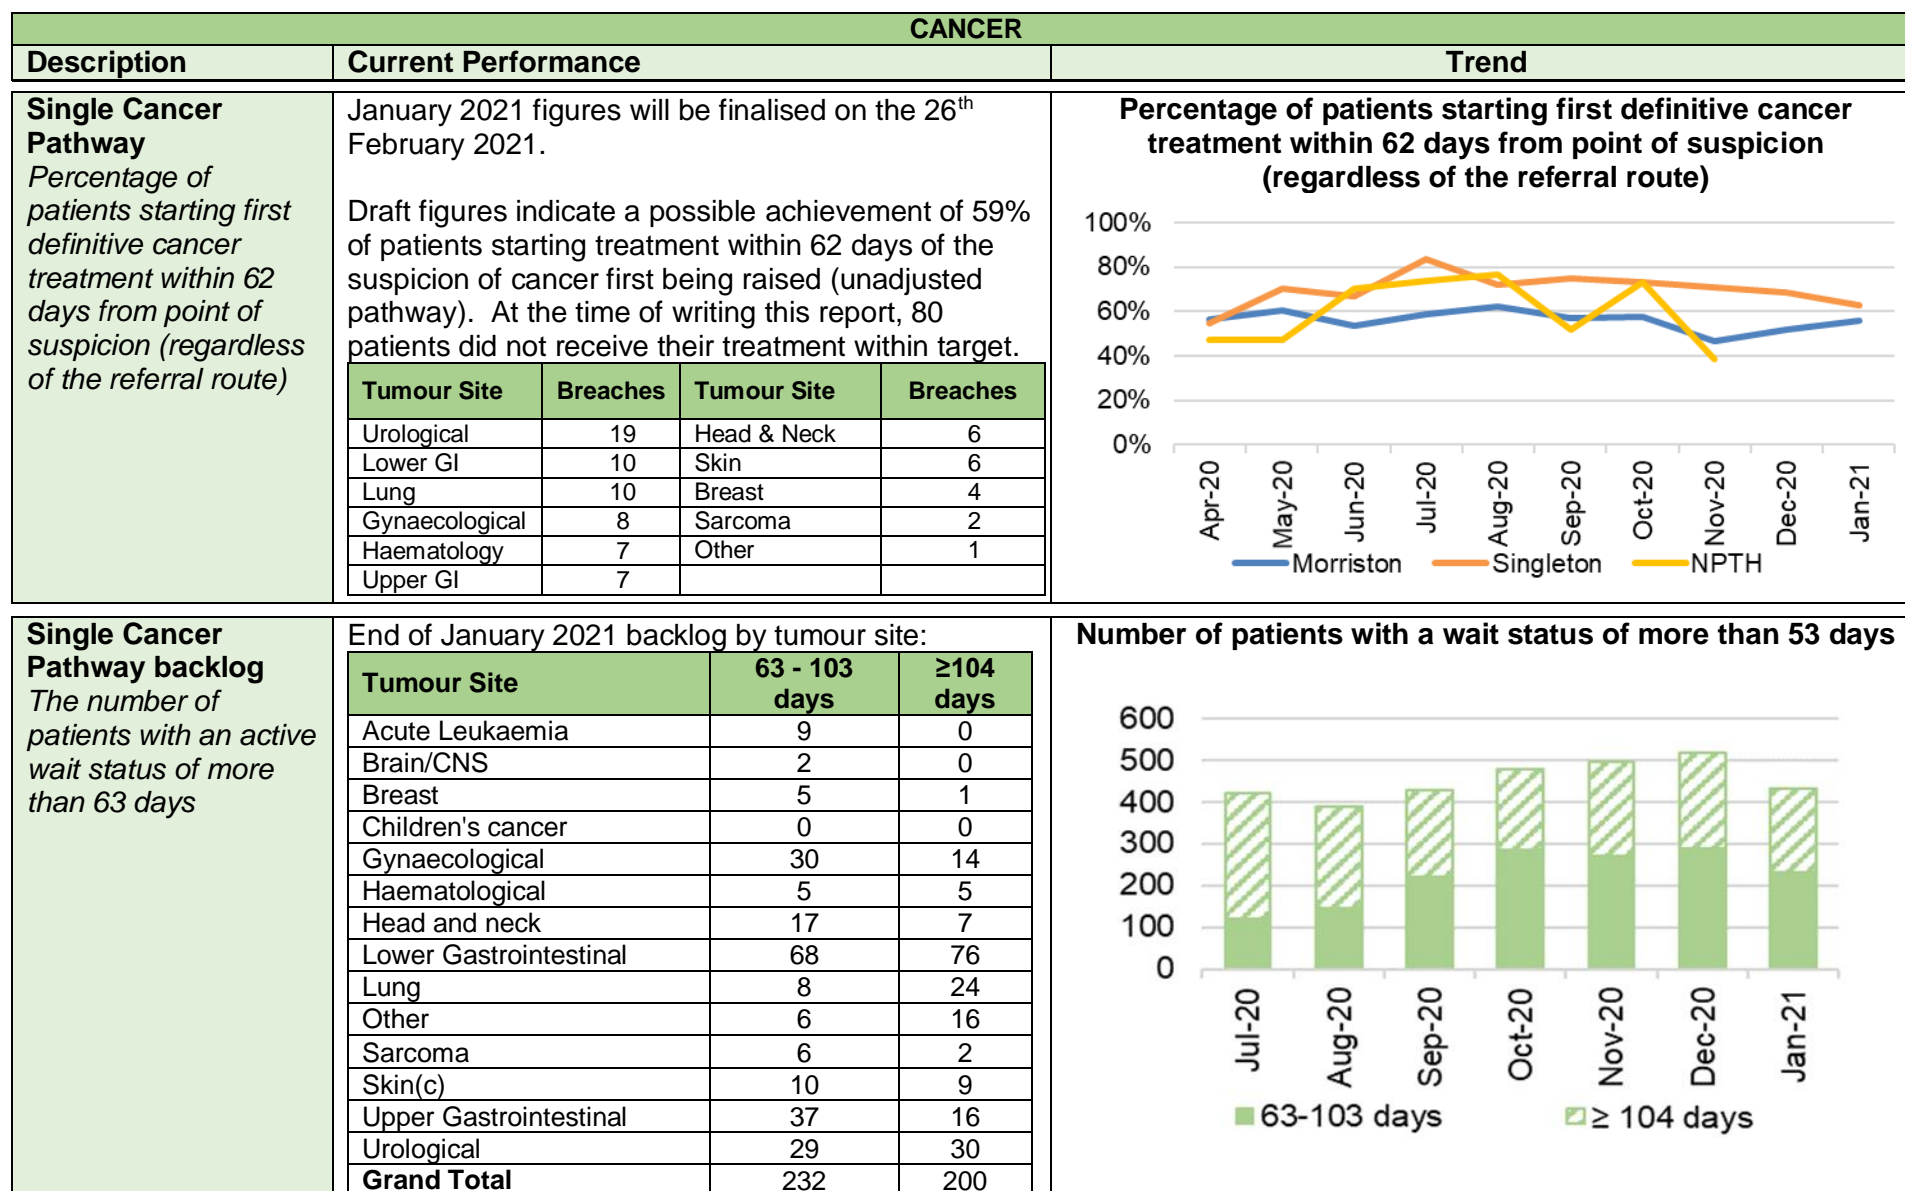 CANCER
Description Current Performance Trend
Single Cancer
Pathway
Percentage of
patients starting first
definitive cancer
treatment within 62
days from point of
suspicion (regardless
of the referral route)
January 2021 figures will be finalised on the 26th
February 2021.
Draft figures indicate a possible achievement of 59%
of patients starting treatment within 62 days of the
suspicion of cancer first being raised (unadjusted
pathway). At the time of writing this report, 80
patients did not receive their treatment within target.
Tumour Site Breaches Tumour Site Breaches
Urological 19 Head & Neck 6
Lower GI 10 Skin 6
Lung 10 Breast 4
Gynaecological 8 Sarcoma 2
Haematology 7 Other 1
Upper GI 7
Percentage of patients starting first definitive cancer
treatment within 62 days from point of suspicion
(regardless of the referral route)
100%
80%
60%
40%
20%
0%
Apr-20 May-20 Jun-20 Jul-20 Aug-20 Sep-20 Oct-20 Nov-20 Dec-20 Jan-21
Morriston Singleton NPTH
Single Cancer
Pathway backlog
The number of
patients with an active
wait status of more
than 63 days
End of January 2021 backlog by tumour site:
Tumour Site 63 - 103 days ≥104 days
Acute Leukaemia 9 0
Brain/CNS 2 0
Breast 5 1
Children's cancer 0 0
Gynaecological 30 14
Haematological 5 5
Head and neck 17 7
Lower Gastrointestinal 68 76
Lung 8 24
Other 6 16
Sarcoma 6 2
Skin(c) 10 9
Upper Gastrointestinal 37 16
Urological 29 30
Grand Total 232 200
Number of patients with a wait status of more than 53 days
600
500
400
300
200
100
0
Jul-20 Aug-20 Sep-20 Oct-20 Nov-20 Dec-20 Jan-21
63-103 days ≥ 104 days